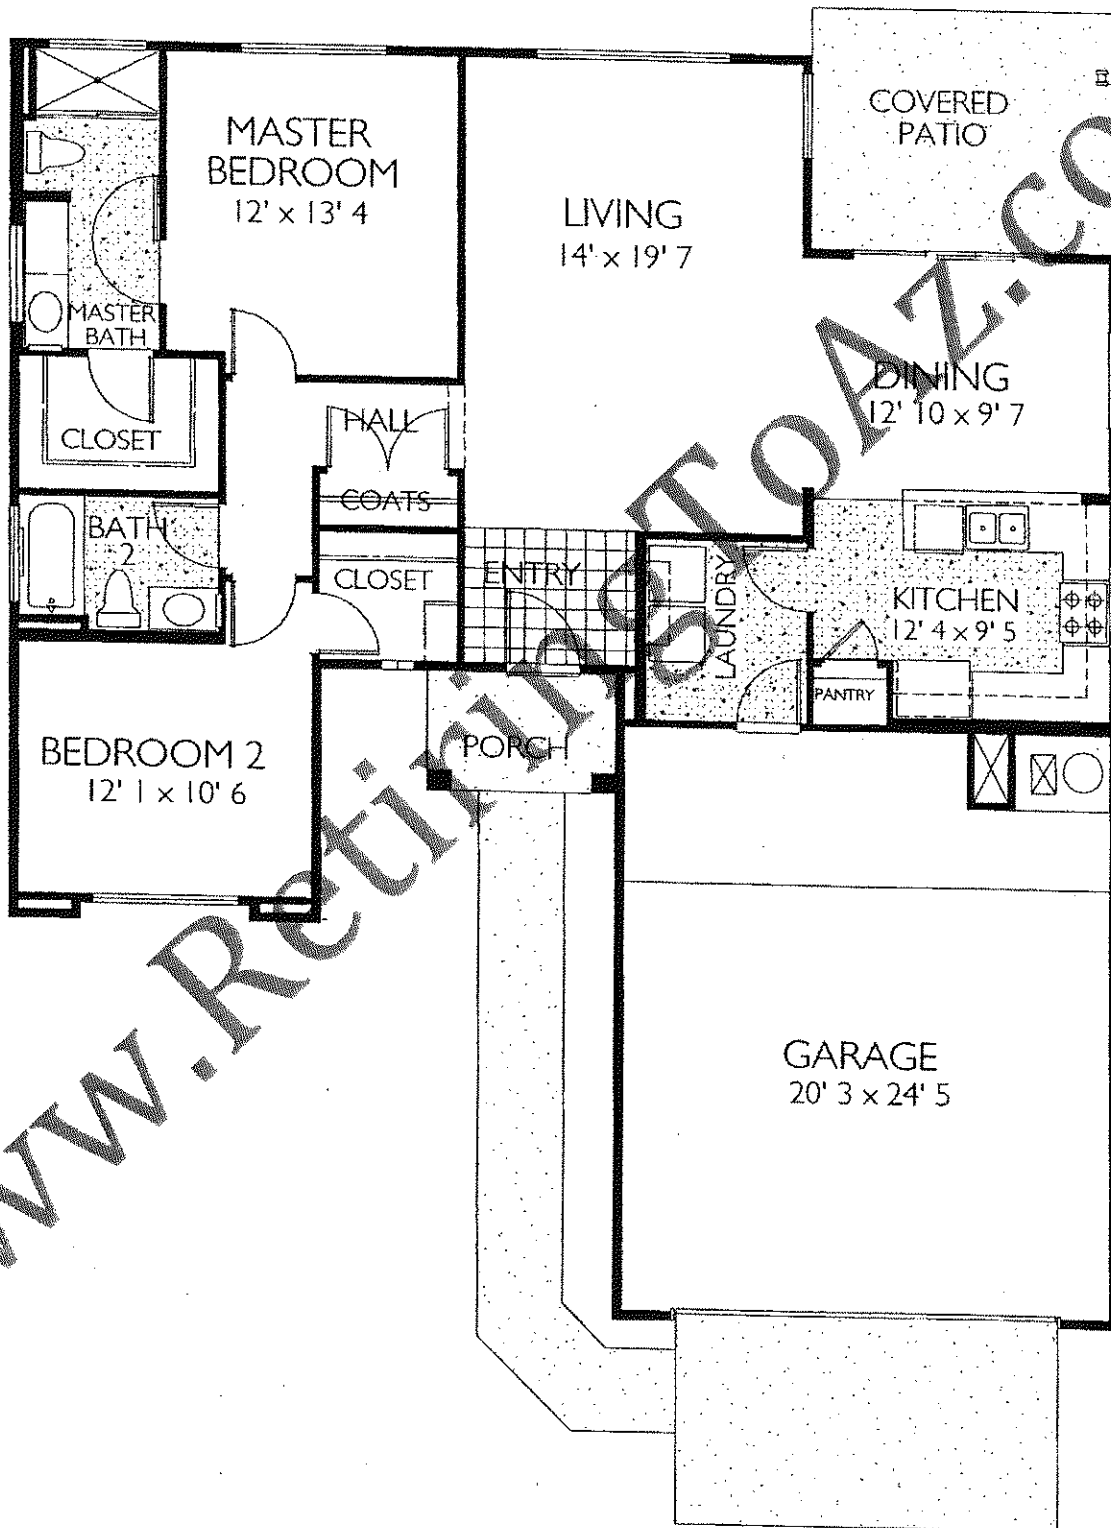 COVERED
PATIO
MASTER
BEDROOM
12' x 13' 4
LIVING
14' x 19' 7
MASTER
BATH
DINING
12' 10 x 9' 7
HALL
CLOSET
COATS
BATH
2
CLOSET
ENTRY
LAUNDRY
KITCHEN
12' 4 x 9' 5
PANTRY
BEDROOM 2
12' 1 x 10' 6
PORCH
GARAGE
20' 3 x 24' 5
www.RetiringToAz.co